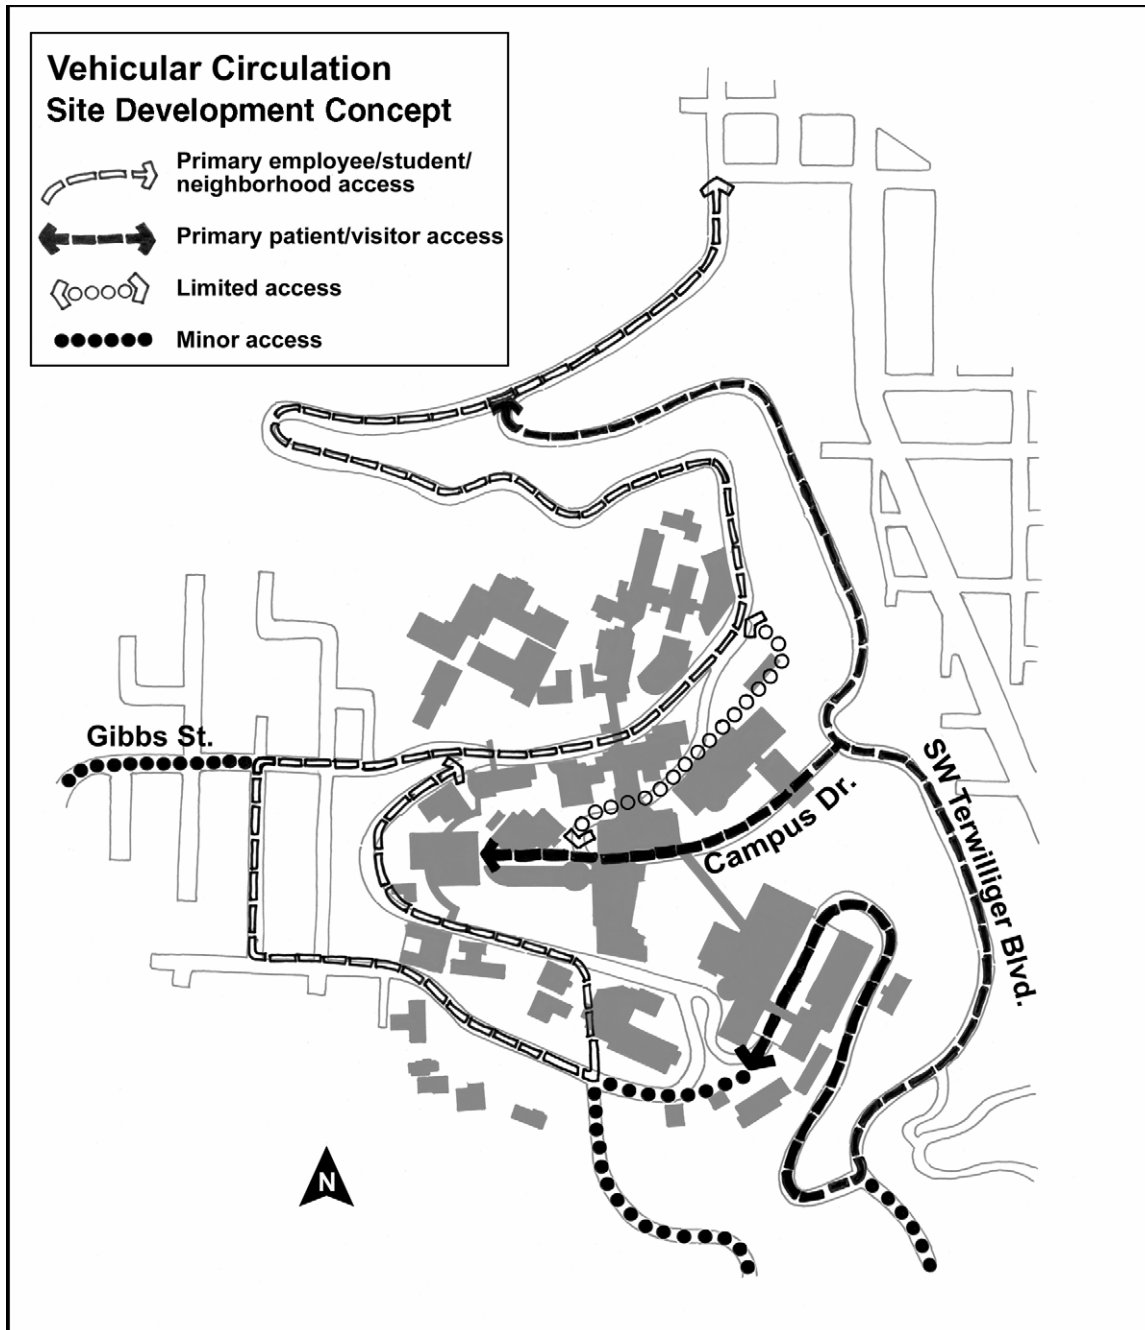 Vehicular Circulation
Site Development Concept
Primary employee/student/
neighborhood access
Primary patient/visitor access
Limited access
Minor access
Gibbs St.
Campus Dr.
SW Terwilliger Blvd.
N